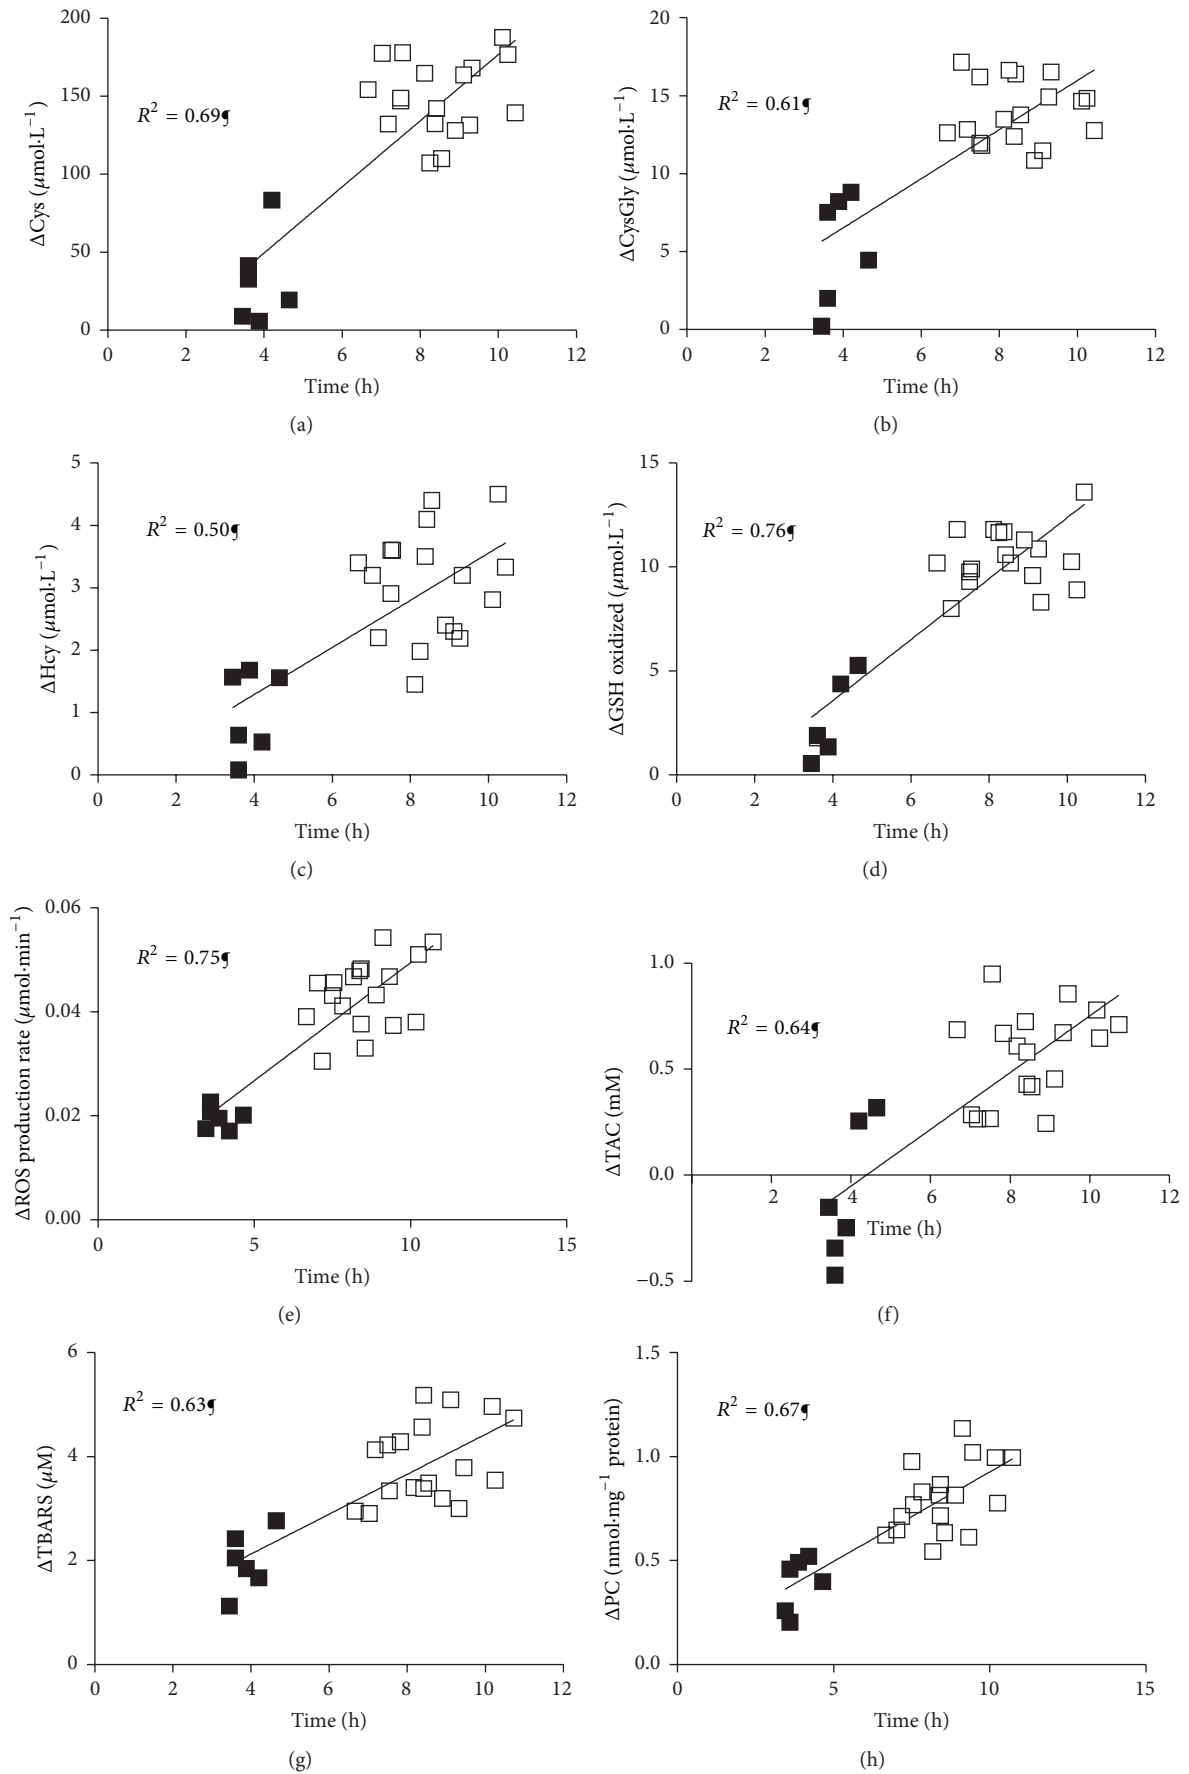 200
150
100
50
0
ΔCys (μmol·L⁻¹)
R² = 0.69¶
0 2 4 6 8 10 12
Time (h)
(a)
20
15
10
5
0
ΔCysGly (μmol·L⁻¹)
R² = 0.61¶
0 2 4 6 8 10 12
Time (h)
(b)
5
4
3
2
1
0
ΔHcy (μmol·L⁻¹)
R² = 0.50¶
0 2 4 6 8 10 12
Time (h)
(c)
15
10
5
0
ΔGSH oxidized (μmol·L⁻¹)
R² = 0.76¶
0 2 4 6 8 10 12
Time (h)
(d)
0.06
0.04
0.02
0.00
ΔROS production rate (μmol·min⁻¹)
R² = 0.75¶
0 5 10 15
Time (h)
(e)
1.0
0.5
0.0
−0.5
ΔTAC (mM)
R² = 0.64¶
2 4 6 8 10 12
Time (h)
(f)
6
4
2
0
ΔTBARS (μM)
R² = 0.63¶
0 2 4 6 8 10 12
Time (h)
(g)
1.5
1.0
0.5
0.0
ΔPC (nmol·mg⁻¹ protein)
R² = 0.67¶
0 5 10 15
Time (h)
(h)